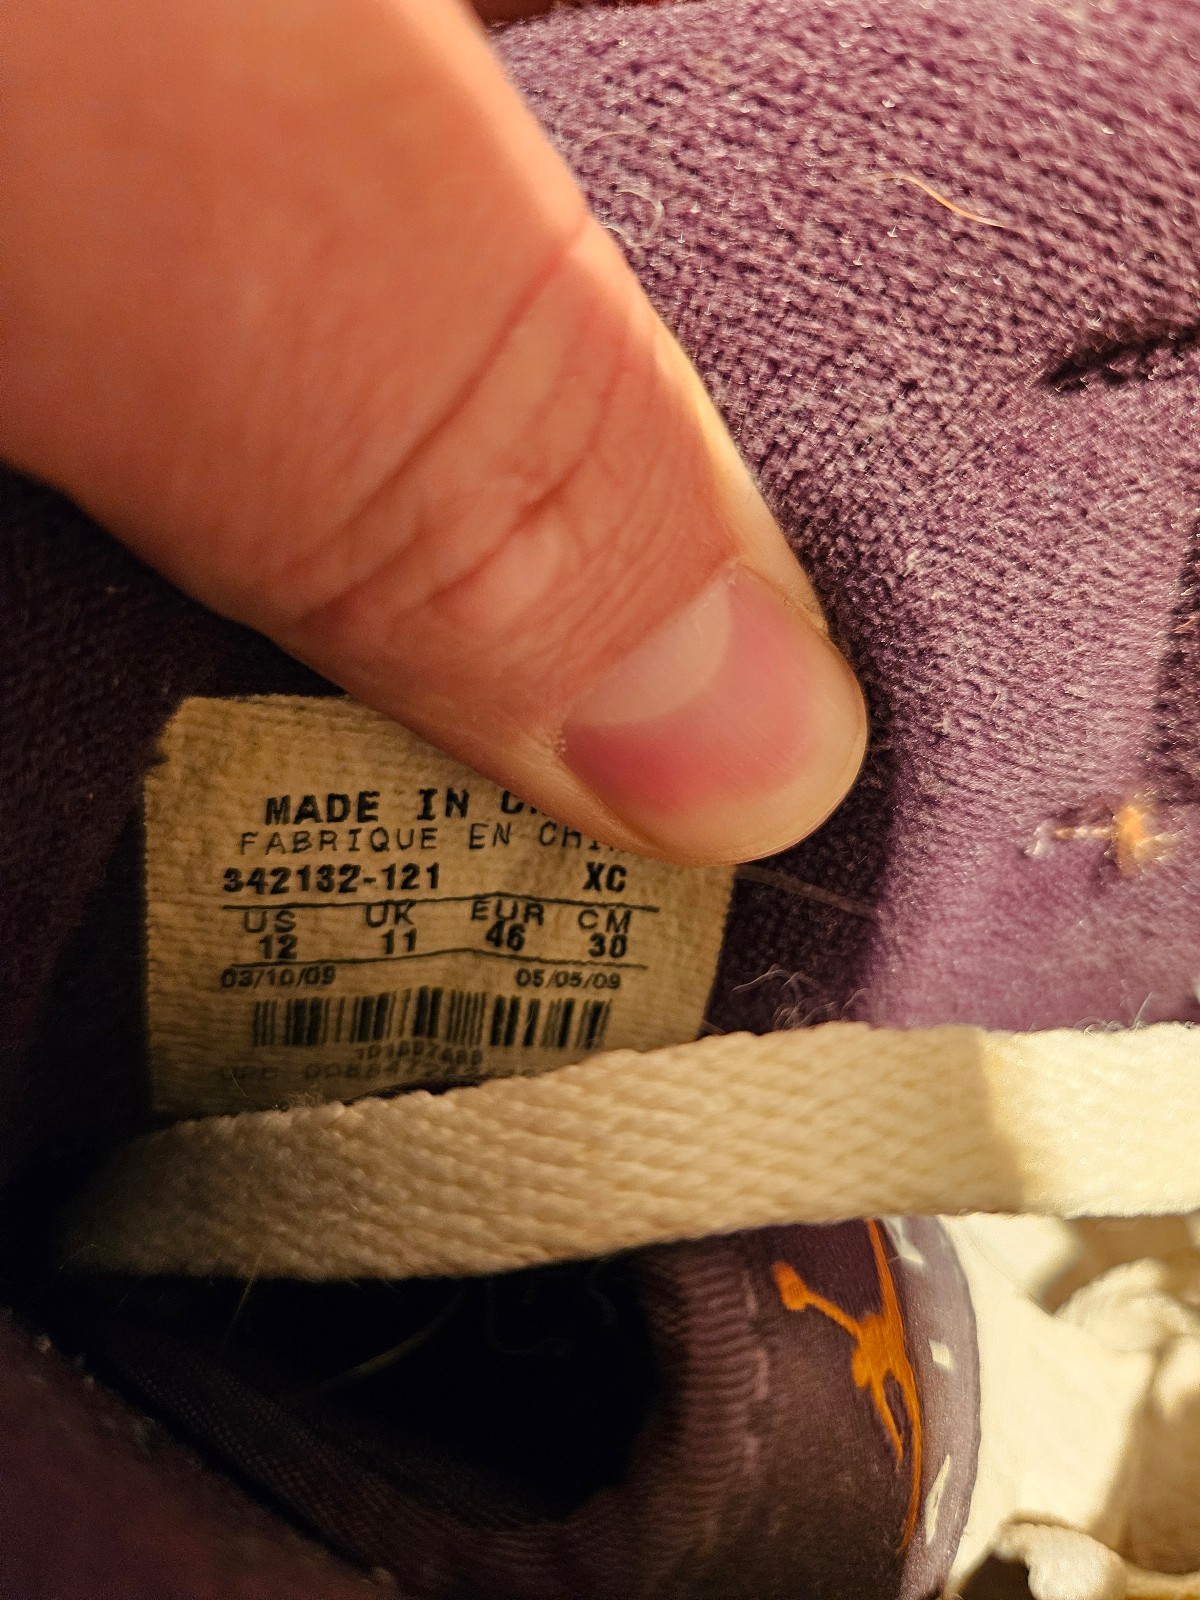 MADE IN
FABRIQUE EN
342132-121 XC
US UK EUR CM
12 11 46 30
03/10/09 05/05/09